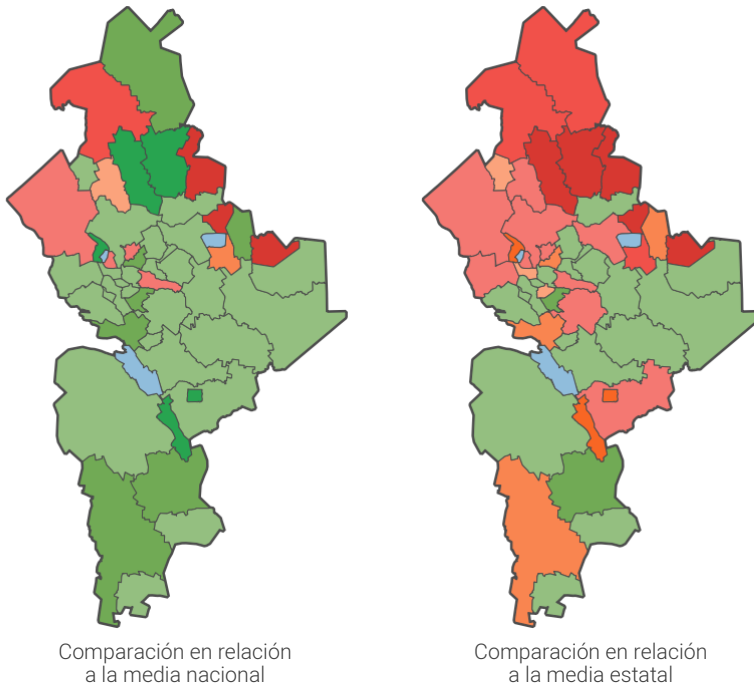 Comparación en relación
a la media nacional
Comparación en relación
a la media estatal